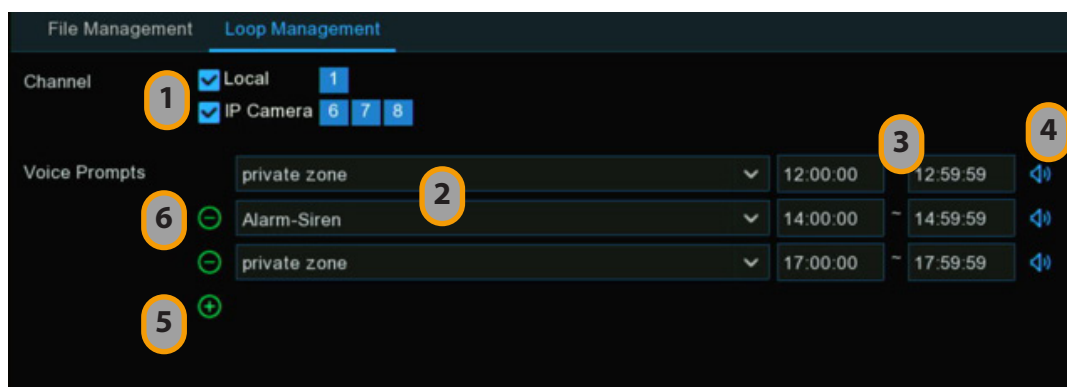 File Management Loop Management
Channel 1 Local 1
IP Camera 6 7 8
3 4
Voice Prompts private zone 2 12:00:00 12:59:59
6 Alarm-Siren 14:00:00 ~ 14:59:59
private zone 17:00:00 ~ 17:59:59
5